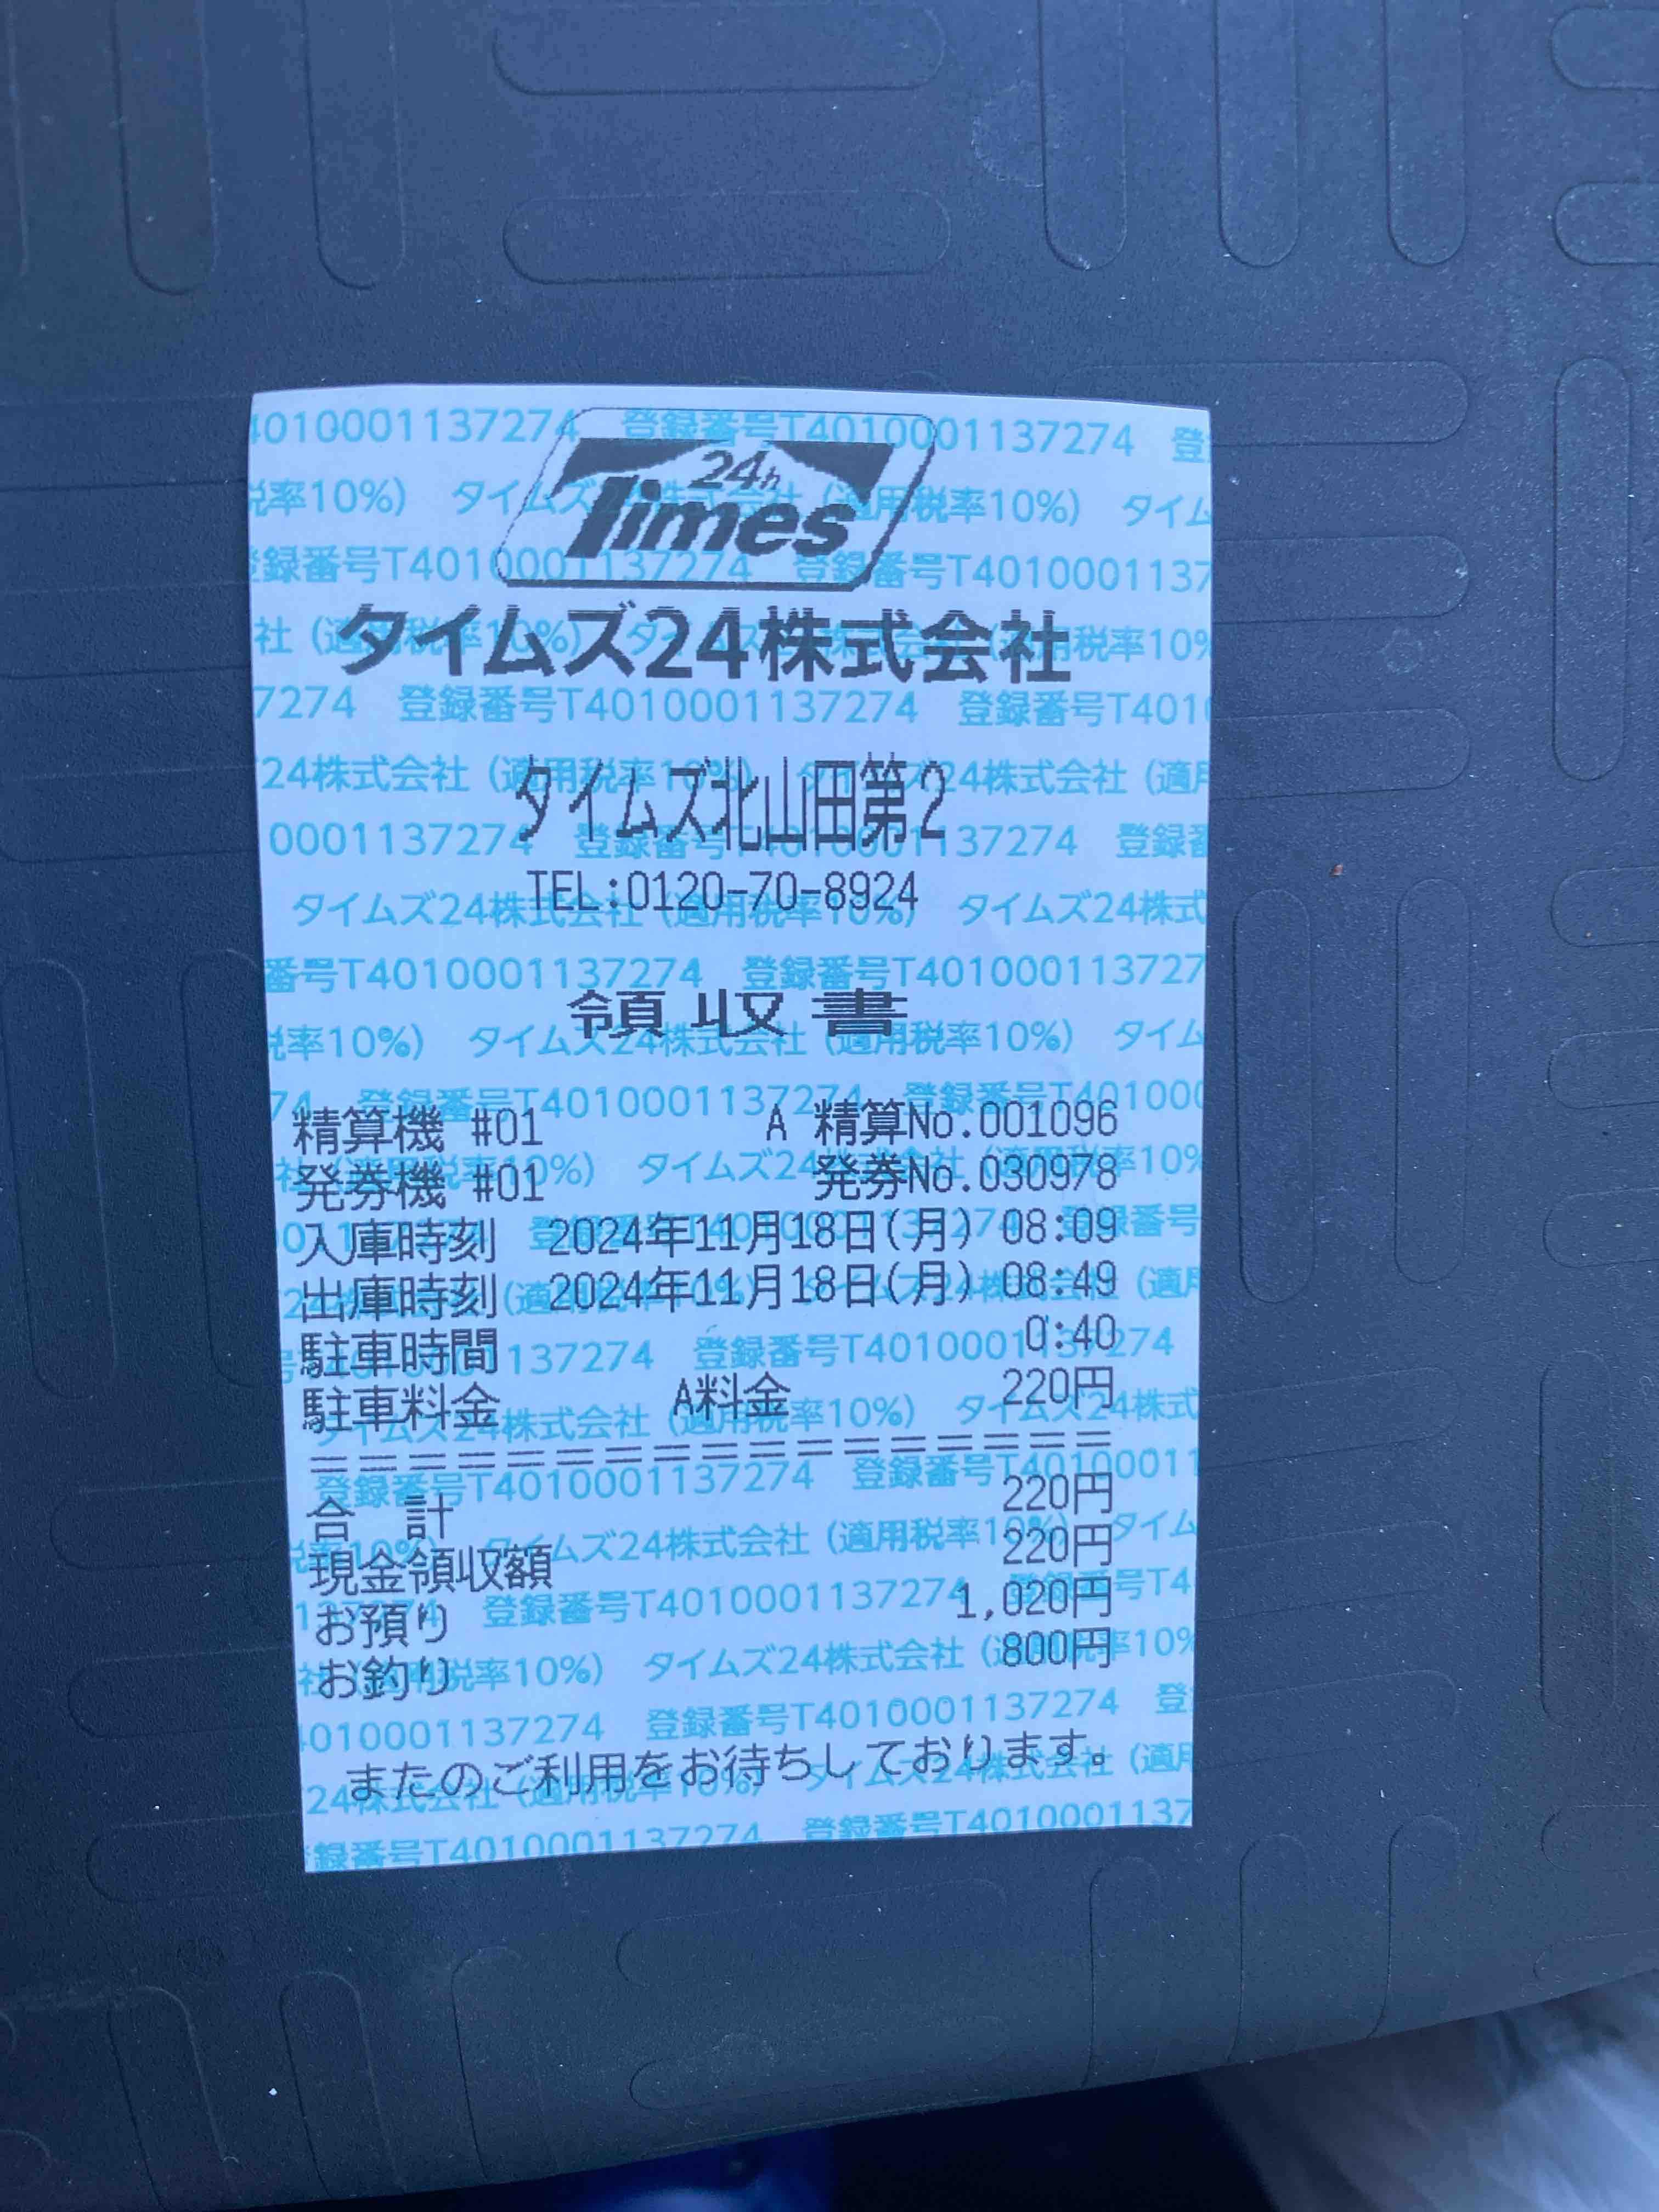 24h
Times
タイムズ24株式会社
タイムズ北山田第2
TEL:0120-70-8924
領収書
精算機 #01 A 精算No.001096
発券機 #01 発券No.030978
入庫時刻 2024年11月18日(月) 08:09
出庫時刻 2024年11月18日(月) 08:49
駐車時間 0:40
駐車料金 A料金 220円
==================
合 計 220円
現金領収額 220円
お預り 1,020円
お釣り 800円
またのご利用をお待ちしております。
登録番号T4010001137274
タイムズ24株式会社 (適用税率10%)